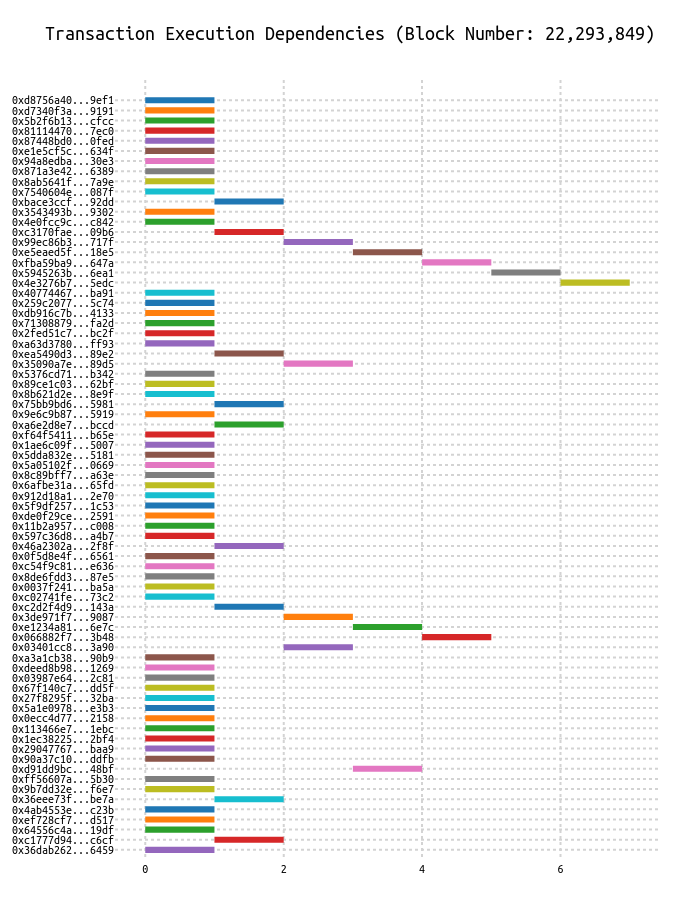 Transaction Execution Dependencies (Block Number: 22,293,849)
0xd8756a40...9ef1
0xd7340f3a...9191
0x5b2f6b13...cfcc
0x81114470...7ec0
0x87448bd0...0fed
0xe1e5cf5c...634f
0x94a8edba...30e3
0x871a3e42...6389
0x8ab5641f...7a9e
0x7540604e...087f
0xbace3ccf...92dd
0x3543493b...9302
0x4e0fcc9c...c842
0xc3170fae...09b6
0x99ec86b3...717f
0xe5eaed5f...18e5
0xfba59ba9...647a
0x5945263b...6ea1
0x4e3276b7...5edc
0x40774467...ba91
0x259c2077...5c74
0xdb916c7b...4133
0x71308879...fa2d
0x2fed51c7...bc2f
0xa63d3780...ff93
0xea5490d3...89e2
0x35090a7e...89d5
0x5376cd71...b342
0x89ce1c03...62bf
0x8b621d2e...8e9f
0x75bb9bd6...5981
0x9e6c9b87...5919
0xa6e2d8e7...bccd
0xf64f5411...b65e
0x1ae6c09f...5007
0x5dda832e...5181
0x5a05102f...0669
0x8c89bff7...a63e
0x6afbe31a...65fd
0x912d18a1...2e70
0x5f9df257...1c53
0xde0f29ce...2591
0x11b2a957...c008
0x597c36d8...a4b7
0x46a2302a...2f8f
0x0f5d8e4f...6561
0xc54f9c81...e636
0x8de6fdd3...87e5
0x0037f241...ba5a
0xc02741fe...73c2
0xc2d2f4d9...143a
0x3de971f7...9087
0xe1234a81...6e7c
0x066882f7...3b48
0x03401cc8...3a90
0xa3a1cb38...90b9
0xdeed8b98...1269
0x03987e64...2c81
0x67f140c7...dd5f
0x27f8295f...32ba
0x5a1e0978...e3b3
0x0ecc4d77...2158
0x113466e7...1ebc
0x1ec38225...2bf4
0x29047767...baa9
0x90a37c10...ddfb
0xd91dd9bc...48bf
0xff56607a...5b30
0x9b7dd32e...f6e7
0x36eee73f...be7a
0x4ab4553e...c23b
0xef728cf7...d517
0x64556c4a...19df
0xc1777d94...c6cf
0x36dab262...6459
0 2 4 6